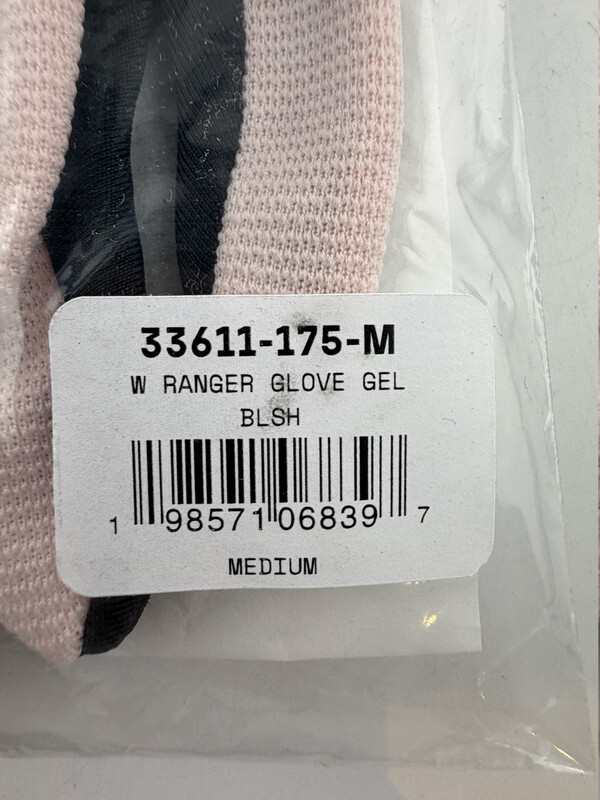 33611-175-M
W RANGER GLOVE GEL
BLSH
1 98571 06839 7
MEDIUM